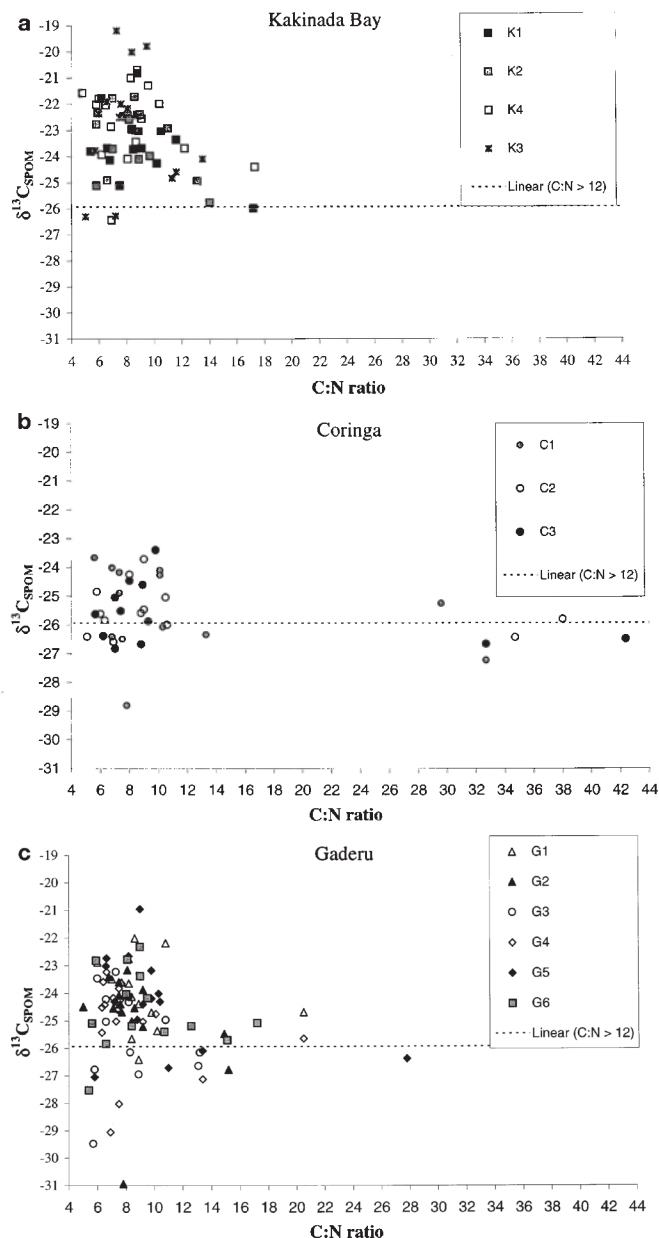 a
Kakinada Bay
-19
-20
-21
-22
-23
-24
-25
-26
-27
-28
-29
-30
-31
δ13CSPOM
4 6 8 10 12 14 16 18 20 22 24 26 28 30 32 34 36 38 40 42 44
C:N ratio
K1
K2
K4
K3
Linear (C:N > 12)
b
Coringa
-19
-20
-21
-22
-23
-24
-25
-26
-27
-28
-29
-30
-31
δ13CSPOM
4 6 8 10 12 14 16 18 20 22 24 26 28 30 32 34 36 38 40 42 44
C:N ratio
C1
C2
C3
Linear (C:N > 12)
c
Gaderu
-19
-20
-21
-22
-23
-24
-25
-26
-27
-28
-29
-30
-31
δ13CSPOM
4 6 8 10 12 14 16 18 20 22 24 26 28 30 32 34 36 38 40 42 44
C:N ratio
G1
G2
G3
G4
G5
G6
Linear (C:N > 12)